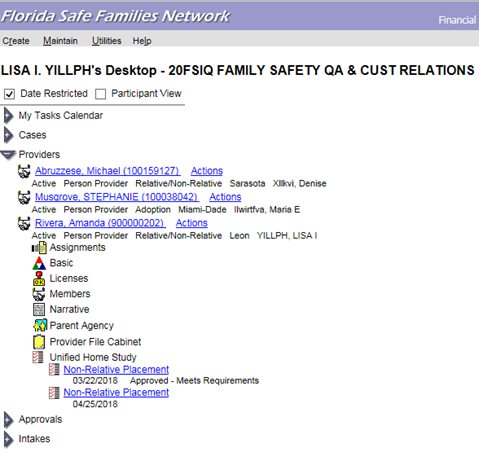 Florida Safe Families Network
Financial
Create Maintain Utilities Help
LISA I. YILLPH's Desktop - 20FSIQ FAMILY SAFETY QA & CUST RELATIONS
Date Restricted Participant View
My Tasks Calendar
Cases
Providers
Abruzzese, Michael (100159127) Actions
Active Person Provider Relative/Non-Relative Sarasota Xllkvi, Denise
Musgrove, STEPHANIE (100038042) Actions
Active Person Provider Adoption Miami-Dade Ilwirtfva, Maria E
Rivera, Amanda (900000202) Actions
Active Person Provider Relative/Non-Relative Leon YILLPH, LISA I
Assignments
Basic
Licenses
Members
Narrative
Parent Agency
Provider File Cabinet
Unified Home Study
Non-Relative Placement
03/22/2018 Approved - Meets Requirements
Non-Relative Placement
04/25/2018
Approvals
Intakes